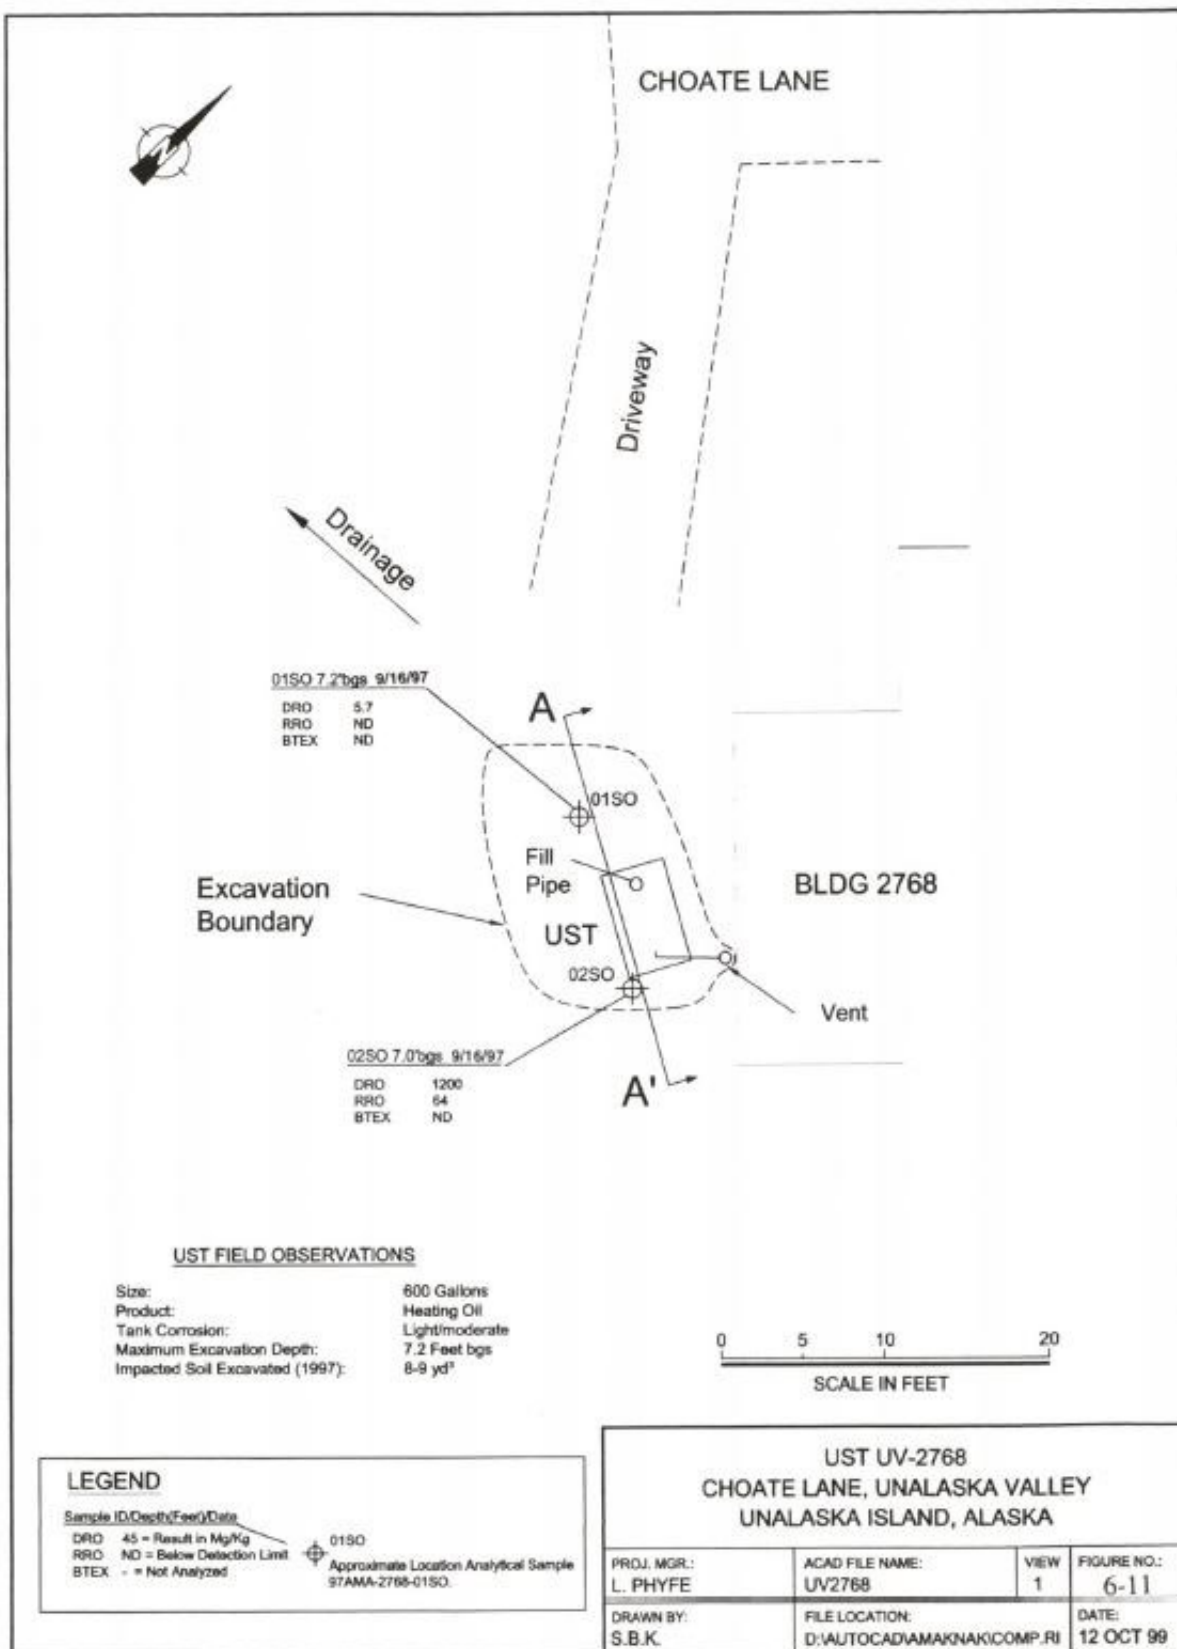 CHOATE LANE
N
Driveway
Drainage
01SO 7.2'bgs 9/16/97
DRO 5.7
RRO ND
BTEX ND
A
01SO
Fill
Pipe
Excavation
Boundary
BLDG 2768
UST
02SO
Vent
02SO 7.0'bgs 9/16/97
DRO 1200
RRO 64
BTEX ND
A'
UST FIELD OBSERVATIONS
Size: 600 Gallons
Product: Heating Oil
Tank Corrosion: Light/moderate
Maximum Excavation Depth: 7.2 Feet bgs
Impacted Soil Excavated (1997): 8-9 yd³
0 5 10 20
SCALE IN FEET
LEGEND
Sample ID/Depth(Feet)/Date
DRO 45 = Result in Mg/Kg
RRO ND = Below Detection Limit
BTEX - = Not Analyzed
01SO
Approximate Location Analytical Sample
97AMA-2768-01SO.
UST UV-2768
CHOATE LANE, UNALASKA VALLEY
UNALASKA ISLAND, ALASKA
PROJ. MGR.: ACAD FILE NAME: VIEW FIGURE NO.:
L. PHYFE UV2768 1 6-11
DRAWN BY: FILE LOCATION: DATE:
S.B.K. D:\AUTOCAD\AMAKNAK\COMP.RI 12 OCT 99